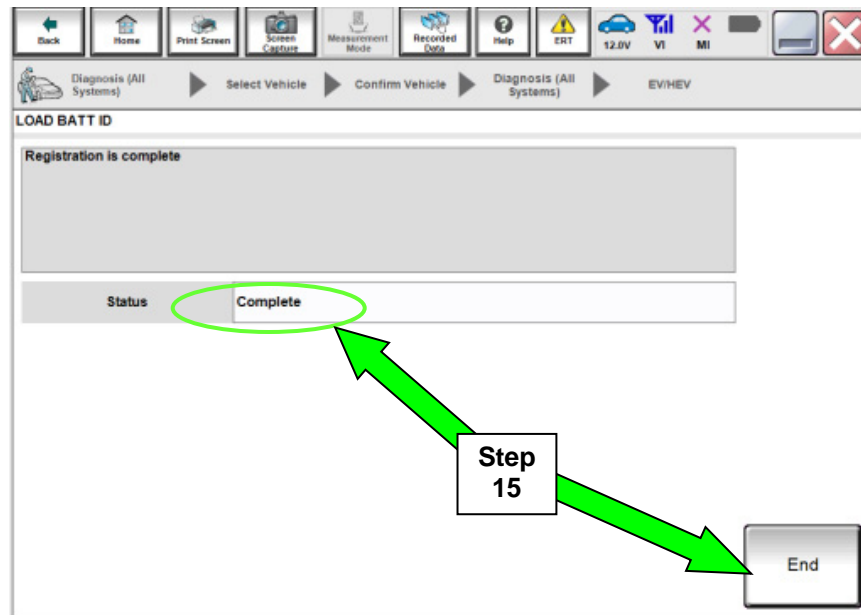 Back
Home
Print Screen
Screen
Capture
Measurement
Mode
Recorded
Data
Help
ERT
12.0V
VI
MI
Diagnosis (All
Systems)
Select Vehicle
Confirm Vehicle
Diagnosis (All
Systems)
EV/HEV
LOAD BATT ID
Registration is complete
Status
Complete
Step
15
End